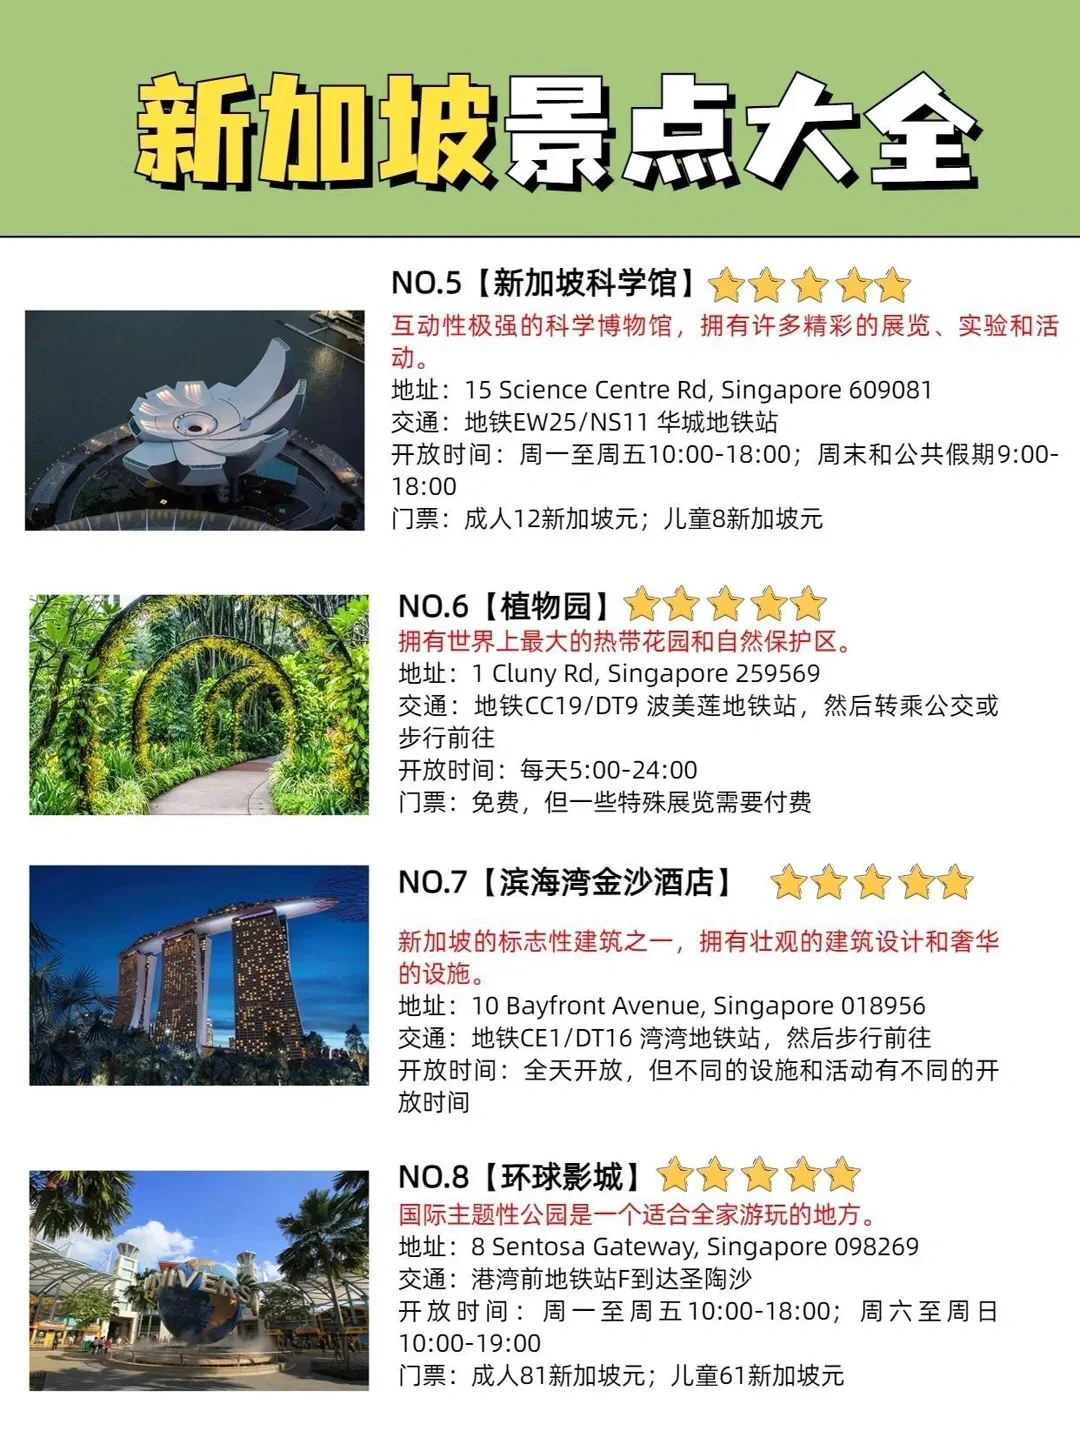 新加坡景点大全
NO.5【新加坡科学馆】
互动性极强的科学博物馆，拥有许多精彩的展览、实验和活
动。
地址：15 Science Centre Rd, Singapore 609081
交通：地铁EW25/NS11 华城地铁站
开放时间：周一至周五10:00-18:00；周末和公共假期9:00-
18:00
门票：成人12新加坡元；儿童8新加坡元
NO.6【植物园】
拥有世界上最大的热带花园和自然保护区。
地址：1 Cluny Rd, Singapore 259569
交通：地铁CC19/DT9 波美莲地铁站，然后转乘公交或
步行前往
开放时间：每天5:00-24:00
门票：免费，但一些特殊展览需要付费
NO.7【滨海湾金沙酒店】
新加坡的标志性建筑之一，拥有壮观的建筑设计和奢华
的设施。
地址：10 Bayfront Avenue, Singapore 018956
交通：地铁CE1/DT16 湾湾地铁站，然后步行前往
开放时间：全天开放，但不同的设施和活动有不同的开
放时间
NO.8【环球影城】
UNIVERS
国际主题性公园是一个适合全家游玩的地方。
地址：8 Sentosa Gateway, Singapore 098269
交通：港湾前地铁站F到达圣陶沙
开放时间：周一至周五10:00-18:00；周六至周日
10:00-19:00
门票：成人81新加坡元；儿童61新加坡元